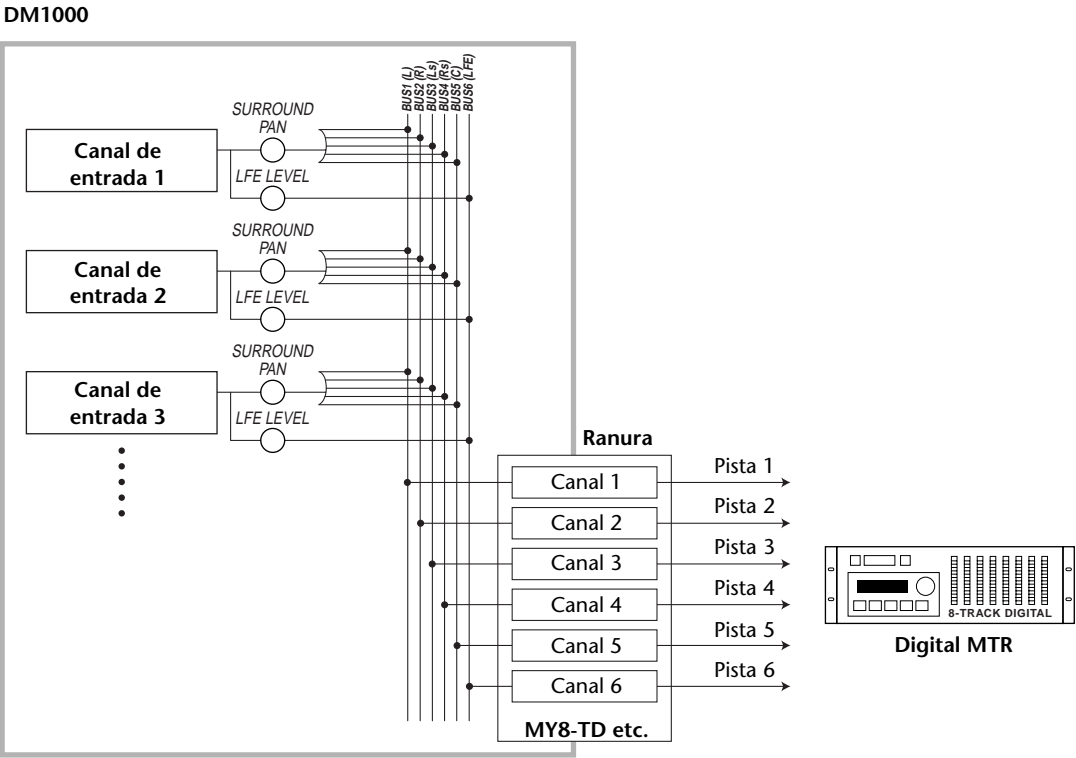 DM1000
BUS1 (L)
BUS2 (R)
BUS3 (Ls)
BUS4 (Rs)
BUS5 (C)
BUS6 (LFE)
SURROUND
PAN
Canal de
entrada 1
LFE LEVEL
SURROUND
PAN
Canal de
entrada 2
LFE LEVEL
SURROUND
PAN
Canal de
entrada 3
LFE LEVEL
Ranura
Canal 1
Pista 1
Canal 2
Pista 2
Canal 3
Pista 3
Canal 4
Pista 4
Canal 5
Pista 5
Canal 6
Pista 6
MY8-TD etc.
8-TRACK DIGITAL
Digital MTR